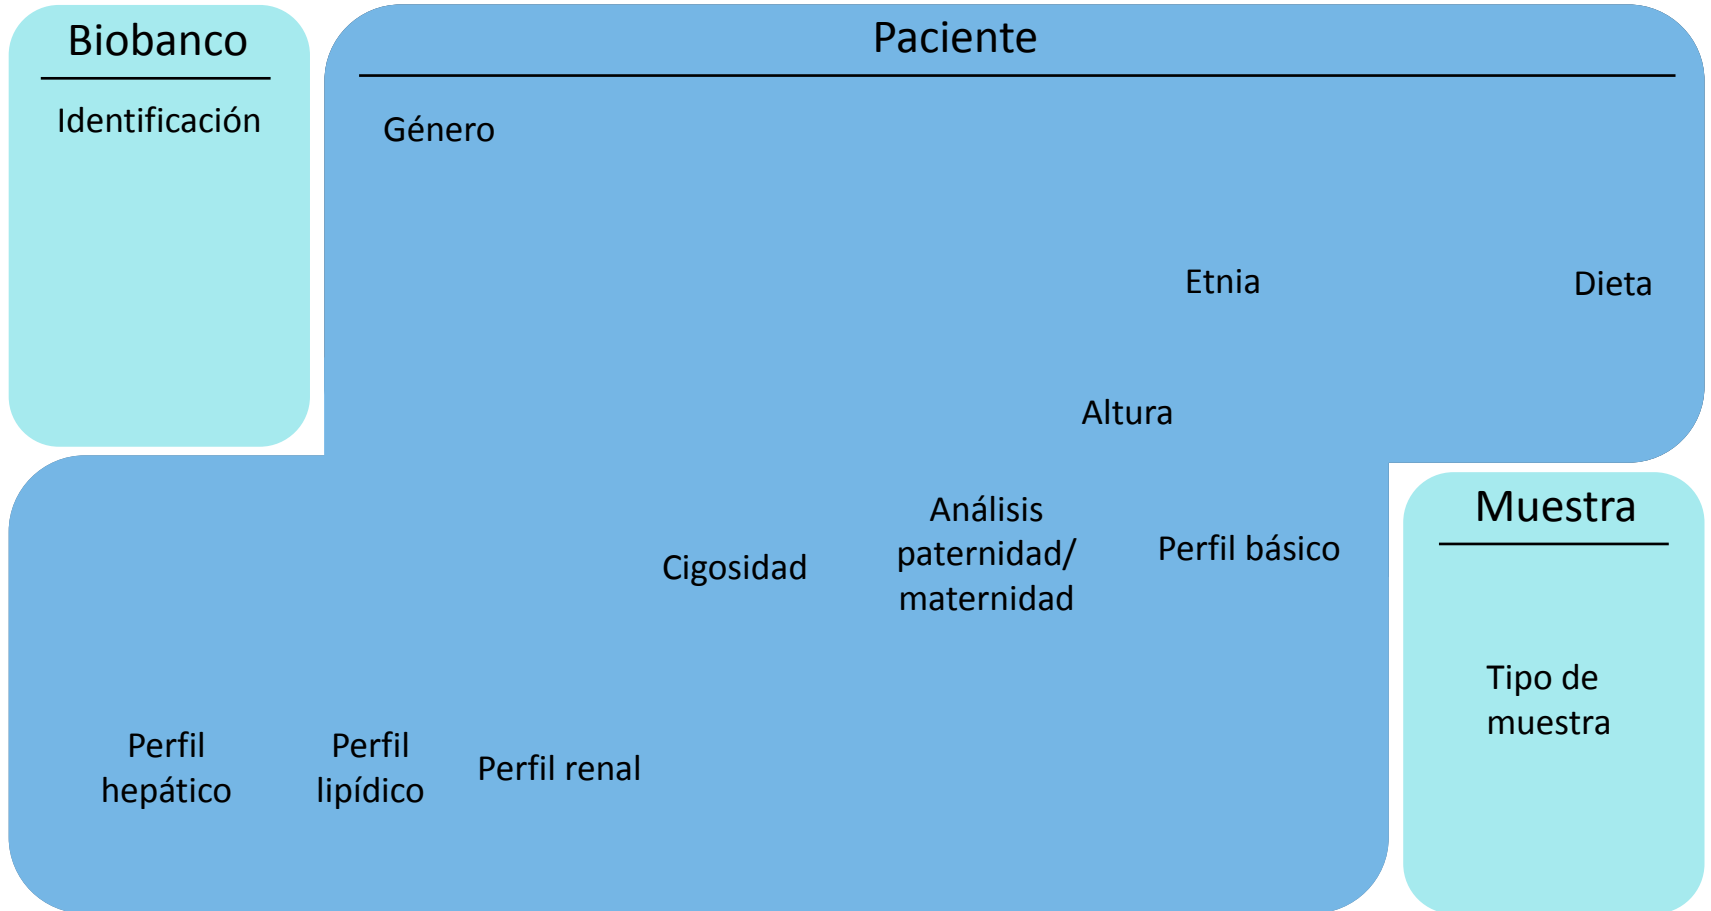 Biobanco
Identificación
Paciente
Género
Etnia
Dieta
Altura
Cigosidad
Análisis
paternidad/
maternidad
Perfil básico
Perfil
hepático
Perfil
lipídico
Perfil renal
Muestra
Tipo de
muestra